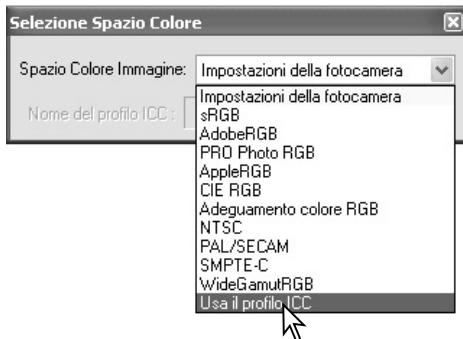 Selezione Spazio Colore
Spazio Colore Immagine: Impostazioni della fotocamera
Nome del profilo ICC :
Impostazioni della fotocamera
sRGB
AdobeRGB
PRO Photo RGB
AppleRGB
CIE RGB
Adeguamento colore RGB
NTSC
PAL/SECAM
SMPTE-C
WideGamutRGB
Usa il profilo ICC